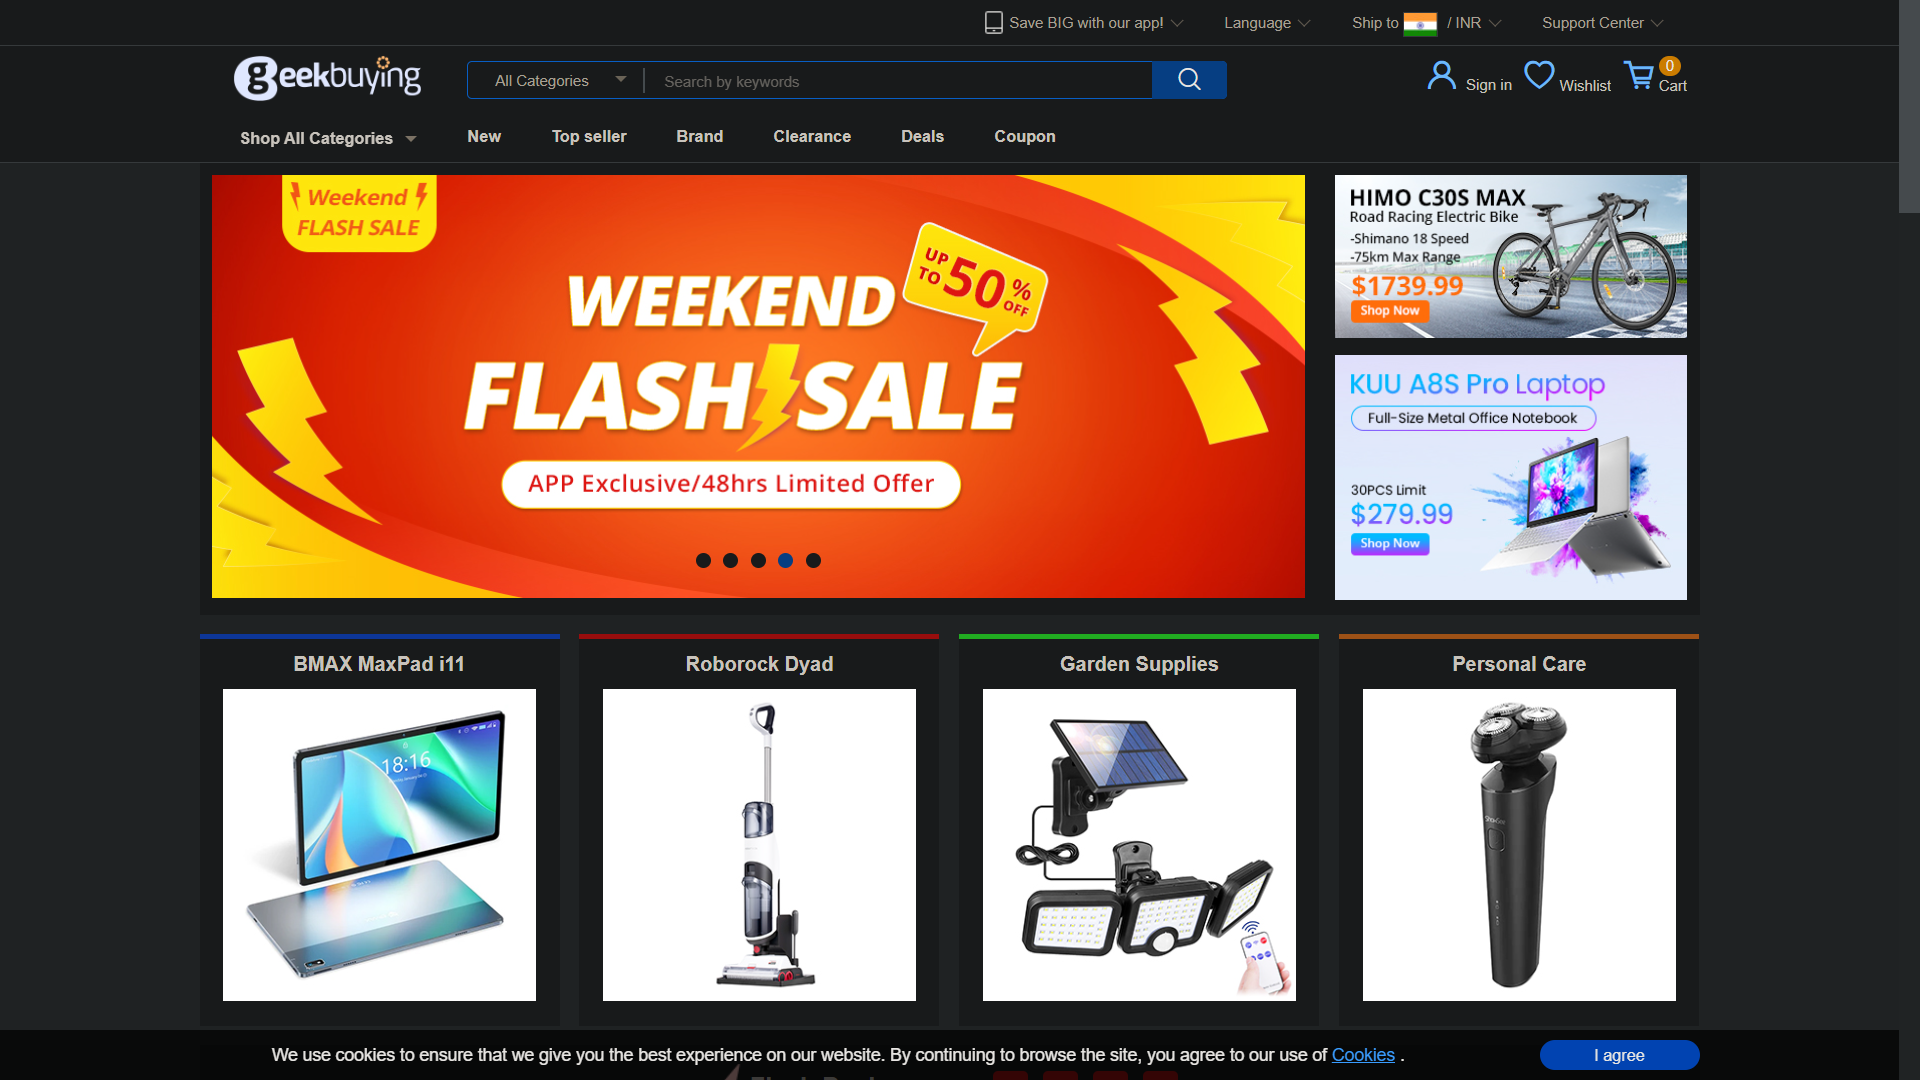 Save BIG with our app!
Language
Ship to / INR
Support Center
geekbuying
All Categories
Search by keywords
Sign in
Wishlist
0
Cart
Shop All Categories
New
Top seller
Brand
Clearance
Deals
Coupon
Weekend
FLASH SALE
WEEKEND
FLASH SALE
UP TO 50% OFF
APP Exclusive/48hrs Limited Offer
HIMO C30S MAX
Road Racing Electric Bike
-Shimano 18 Speed
-75km Max Range
$1739.99
Shop Now
KUU A8S Pro Laptop
Full-Size Metal Office Notebook
30PCS Limit
$279.99
Shop Now
BMAX MaxPad i11
18:16
Roborock Dyad
Garden Supplies
Personal Care
We use cookies to ensure that we give you the best experience on our website. By continuing to browse the site, you agree to our use of Cookies .
I agree